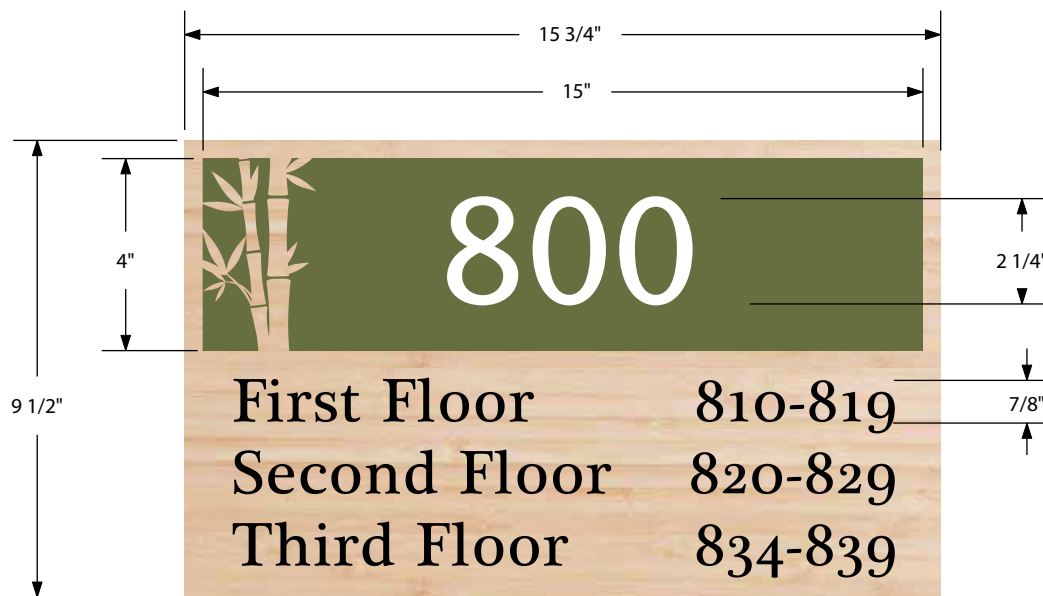 15 3/4"
15"
800
4"
2 1/4"
9 1/2"
First Floor 810-819
7/8"
Second Floor 820-829
Third Floor 834-839